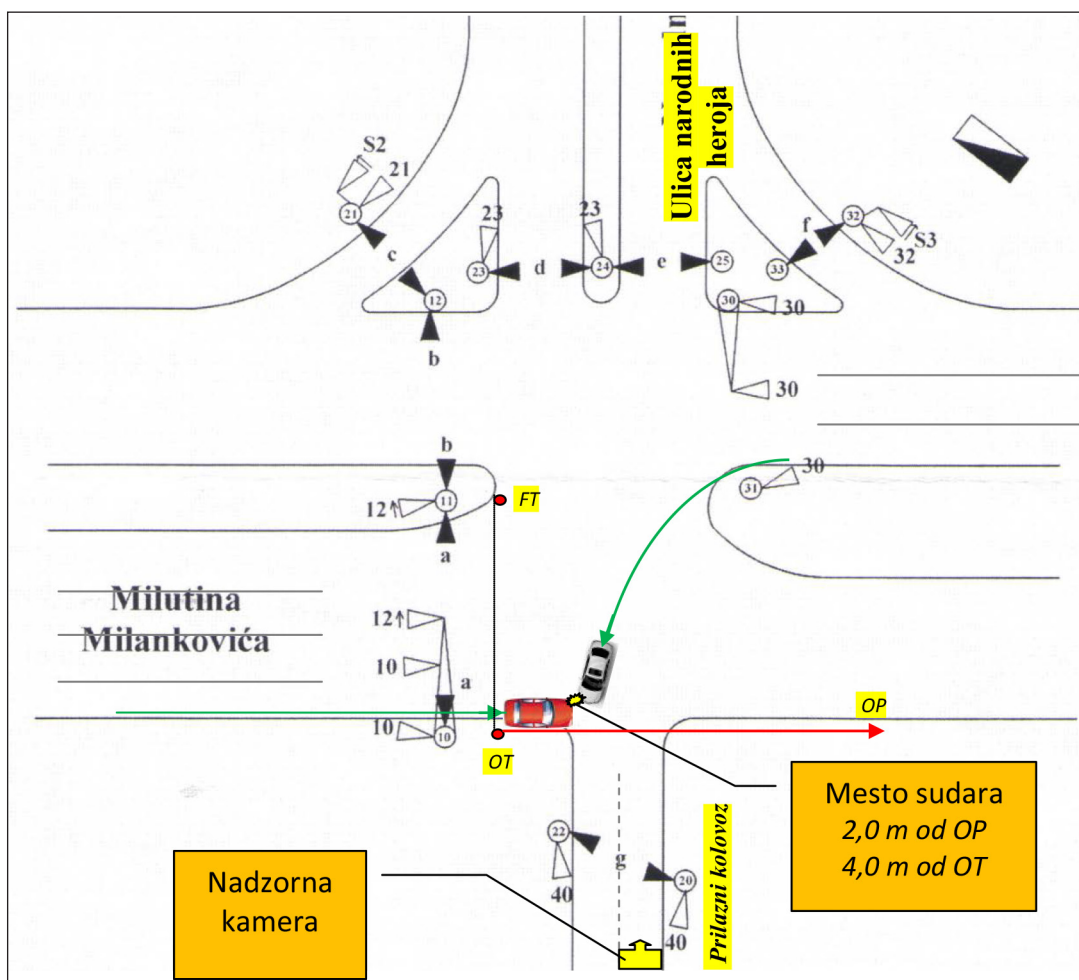 Ulica narodnih
heroja
S2
21
21
c
23
23
f
32
S3
32
23
d
24
e
25
33
12
30
30
b
30
b
30
12
11
FT
31
a
Milutina
Milankovića
12
10
a
10
10
OT
OP
Mesto sudara
2,0 m od OP
4,0 m od OT
22
g
20
40
40
Prilazni kolovoz
Nadzorna
kamera